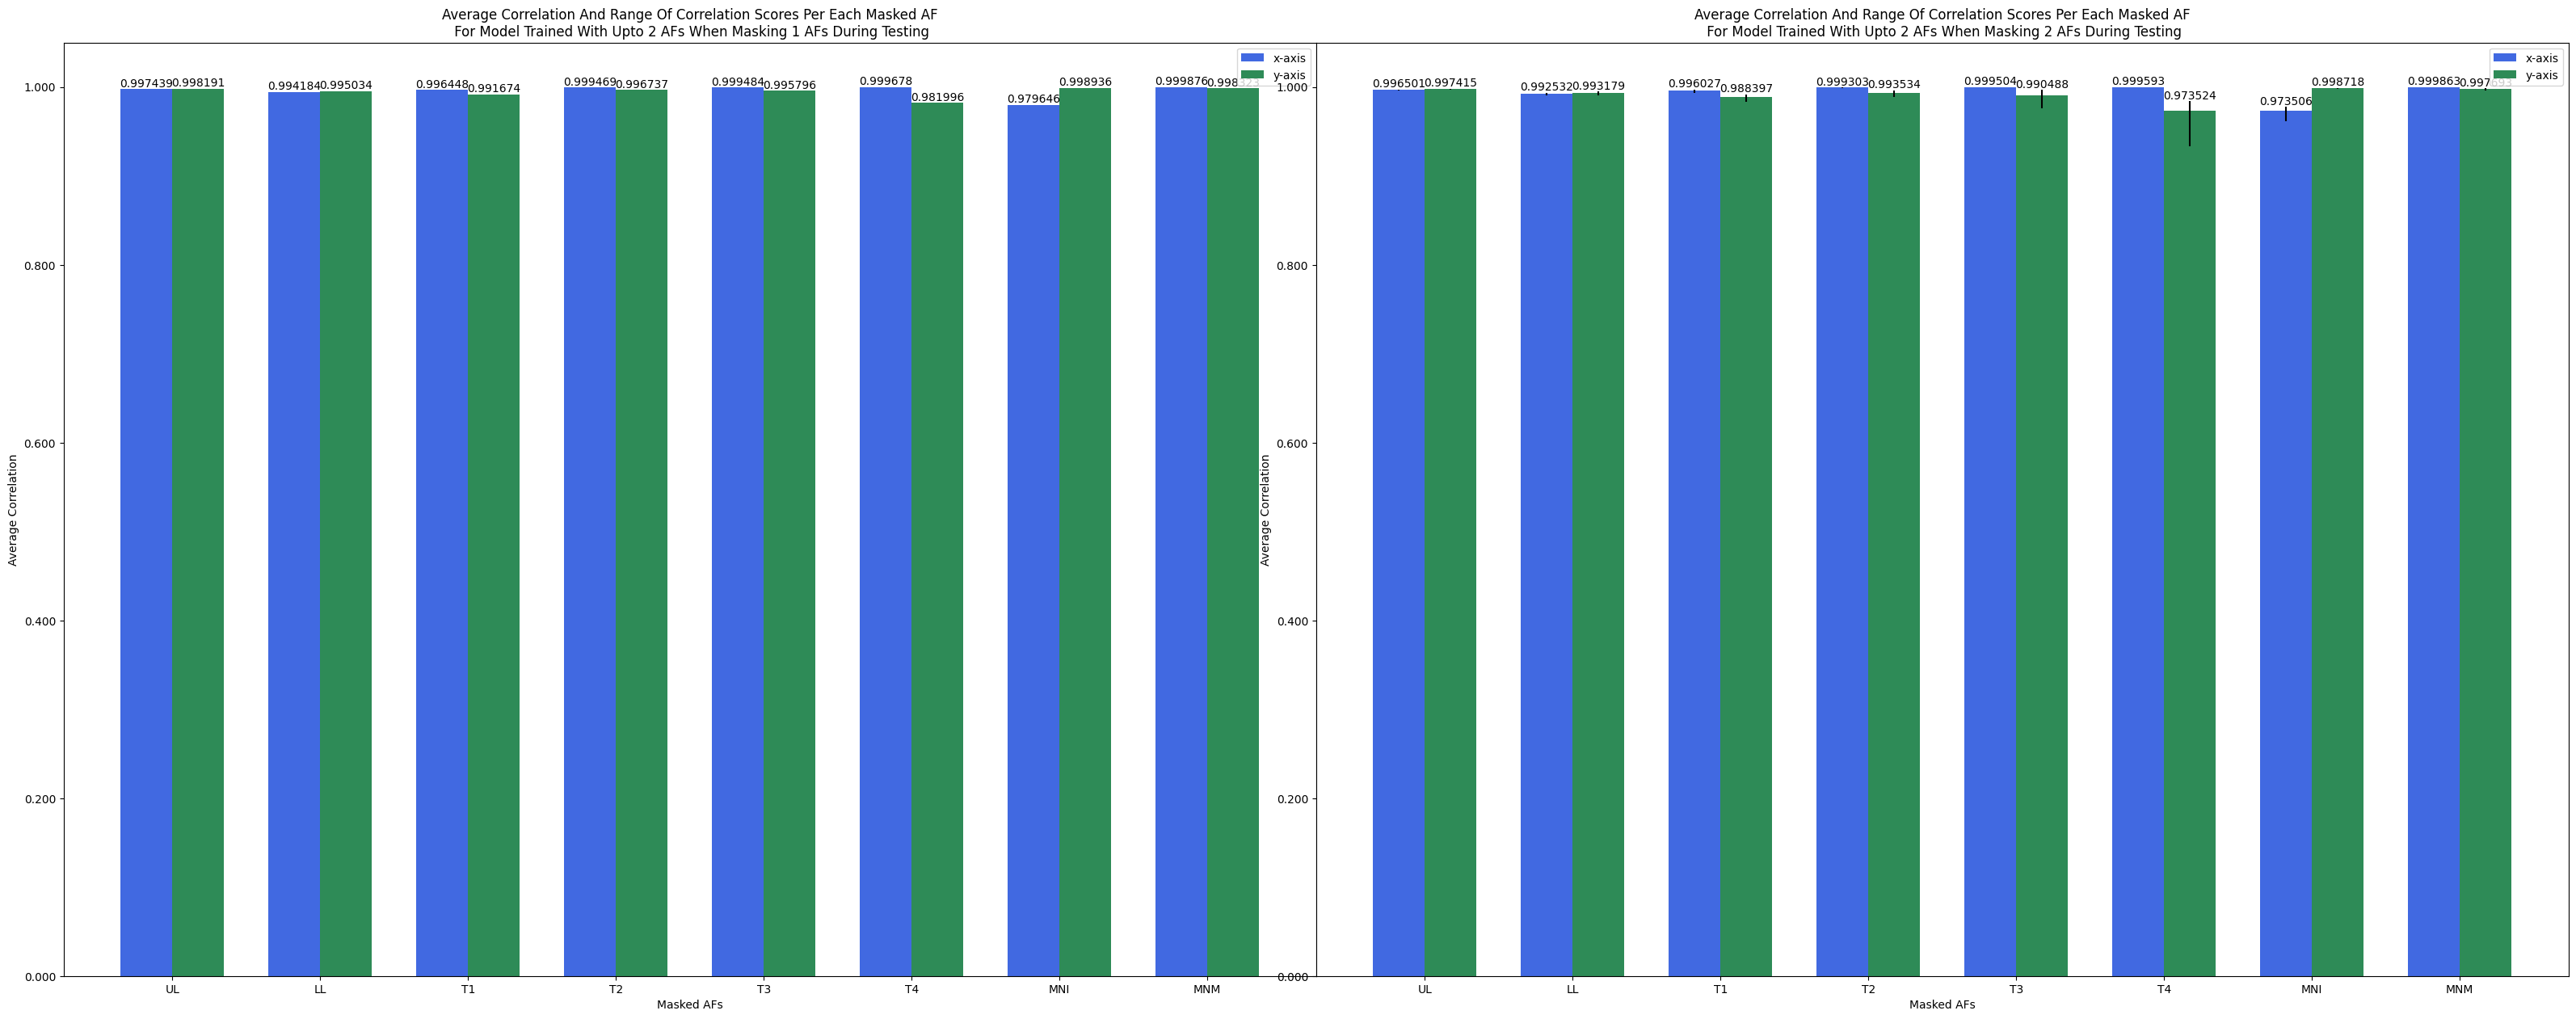 Average Correlation And Range Of Correlation Scores Per Each Masked AF
For Model Trained With Upto 2 AFs When Masking 1 AFs During Testing
x-axis
y-axis
0.997439 0.998191 0.994184 0.995034 0.996448 0.991674 0.999469 0.996737 0.999484 0.995796 0.999678 0.981996 0.979646 0.998936 0.999876
1.000
0.800
0.600
0.400
0.200
0.000
Average Correlation
UL LL T1 T2 T3 T4 MNI MNM
Masked AFs
Average Correlation And Range Of Correlation Scores Per Each Masked AF
For Model Trained With Upto 2 AFs When Masking 2 AFs During Testing
x-axis
y-axis
0.996501 0.997415 0.992532 0.993179 0.996027 0.988397 0.999303 0.993534 0.999504 0.990488 0.999593 0.973524 0.973506 0.998718 0.999863
1.000
0.800
0.600
0.400
0.200
0.000
Average Correlation
UL LL T1 T2 T3 T4 MNI MNM
Masked AFs